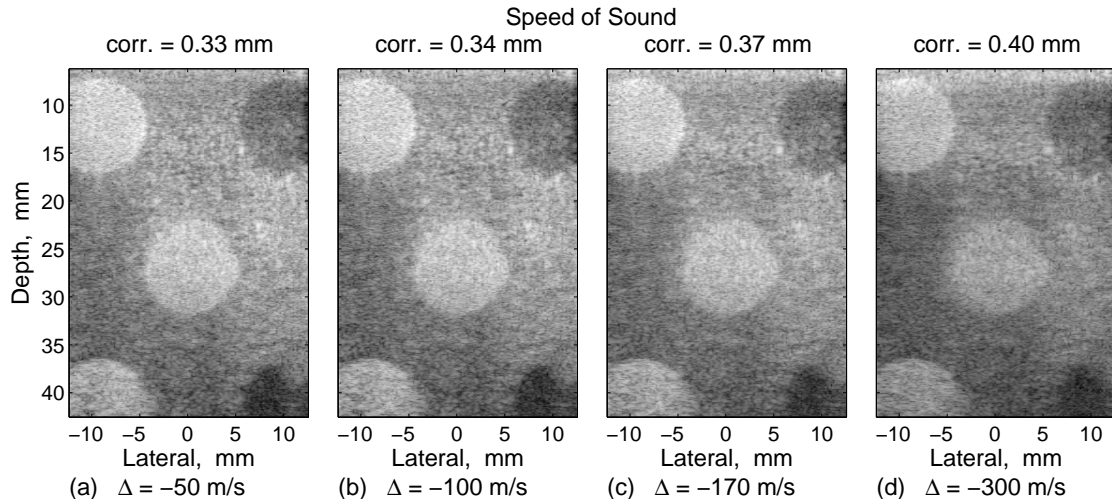 Speed of Sound
corr. = 0.33 mm
corr. = 0.34 mm
corr. = 0.37 mm
corr. = 0.40 mm
Depth, mm
10
15
20
25
30
35
40
−10 −5 0 5 10
−10 −5 0 5 10
−10 −5 0 5 10
−10 −5 0 5 10
Lateral, mm
Lateral, mm
Lateral, mm
Lateral, mm
(a) Δ = −50 m/s
(b) Δ = −100 m/s
(c) Δ = −170 m/s
(d) Δ = −300 m/s